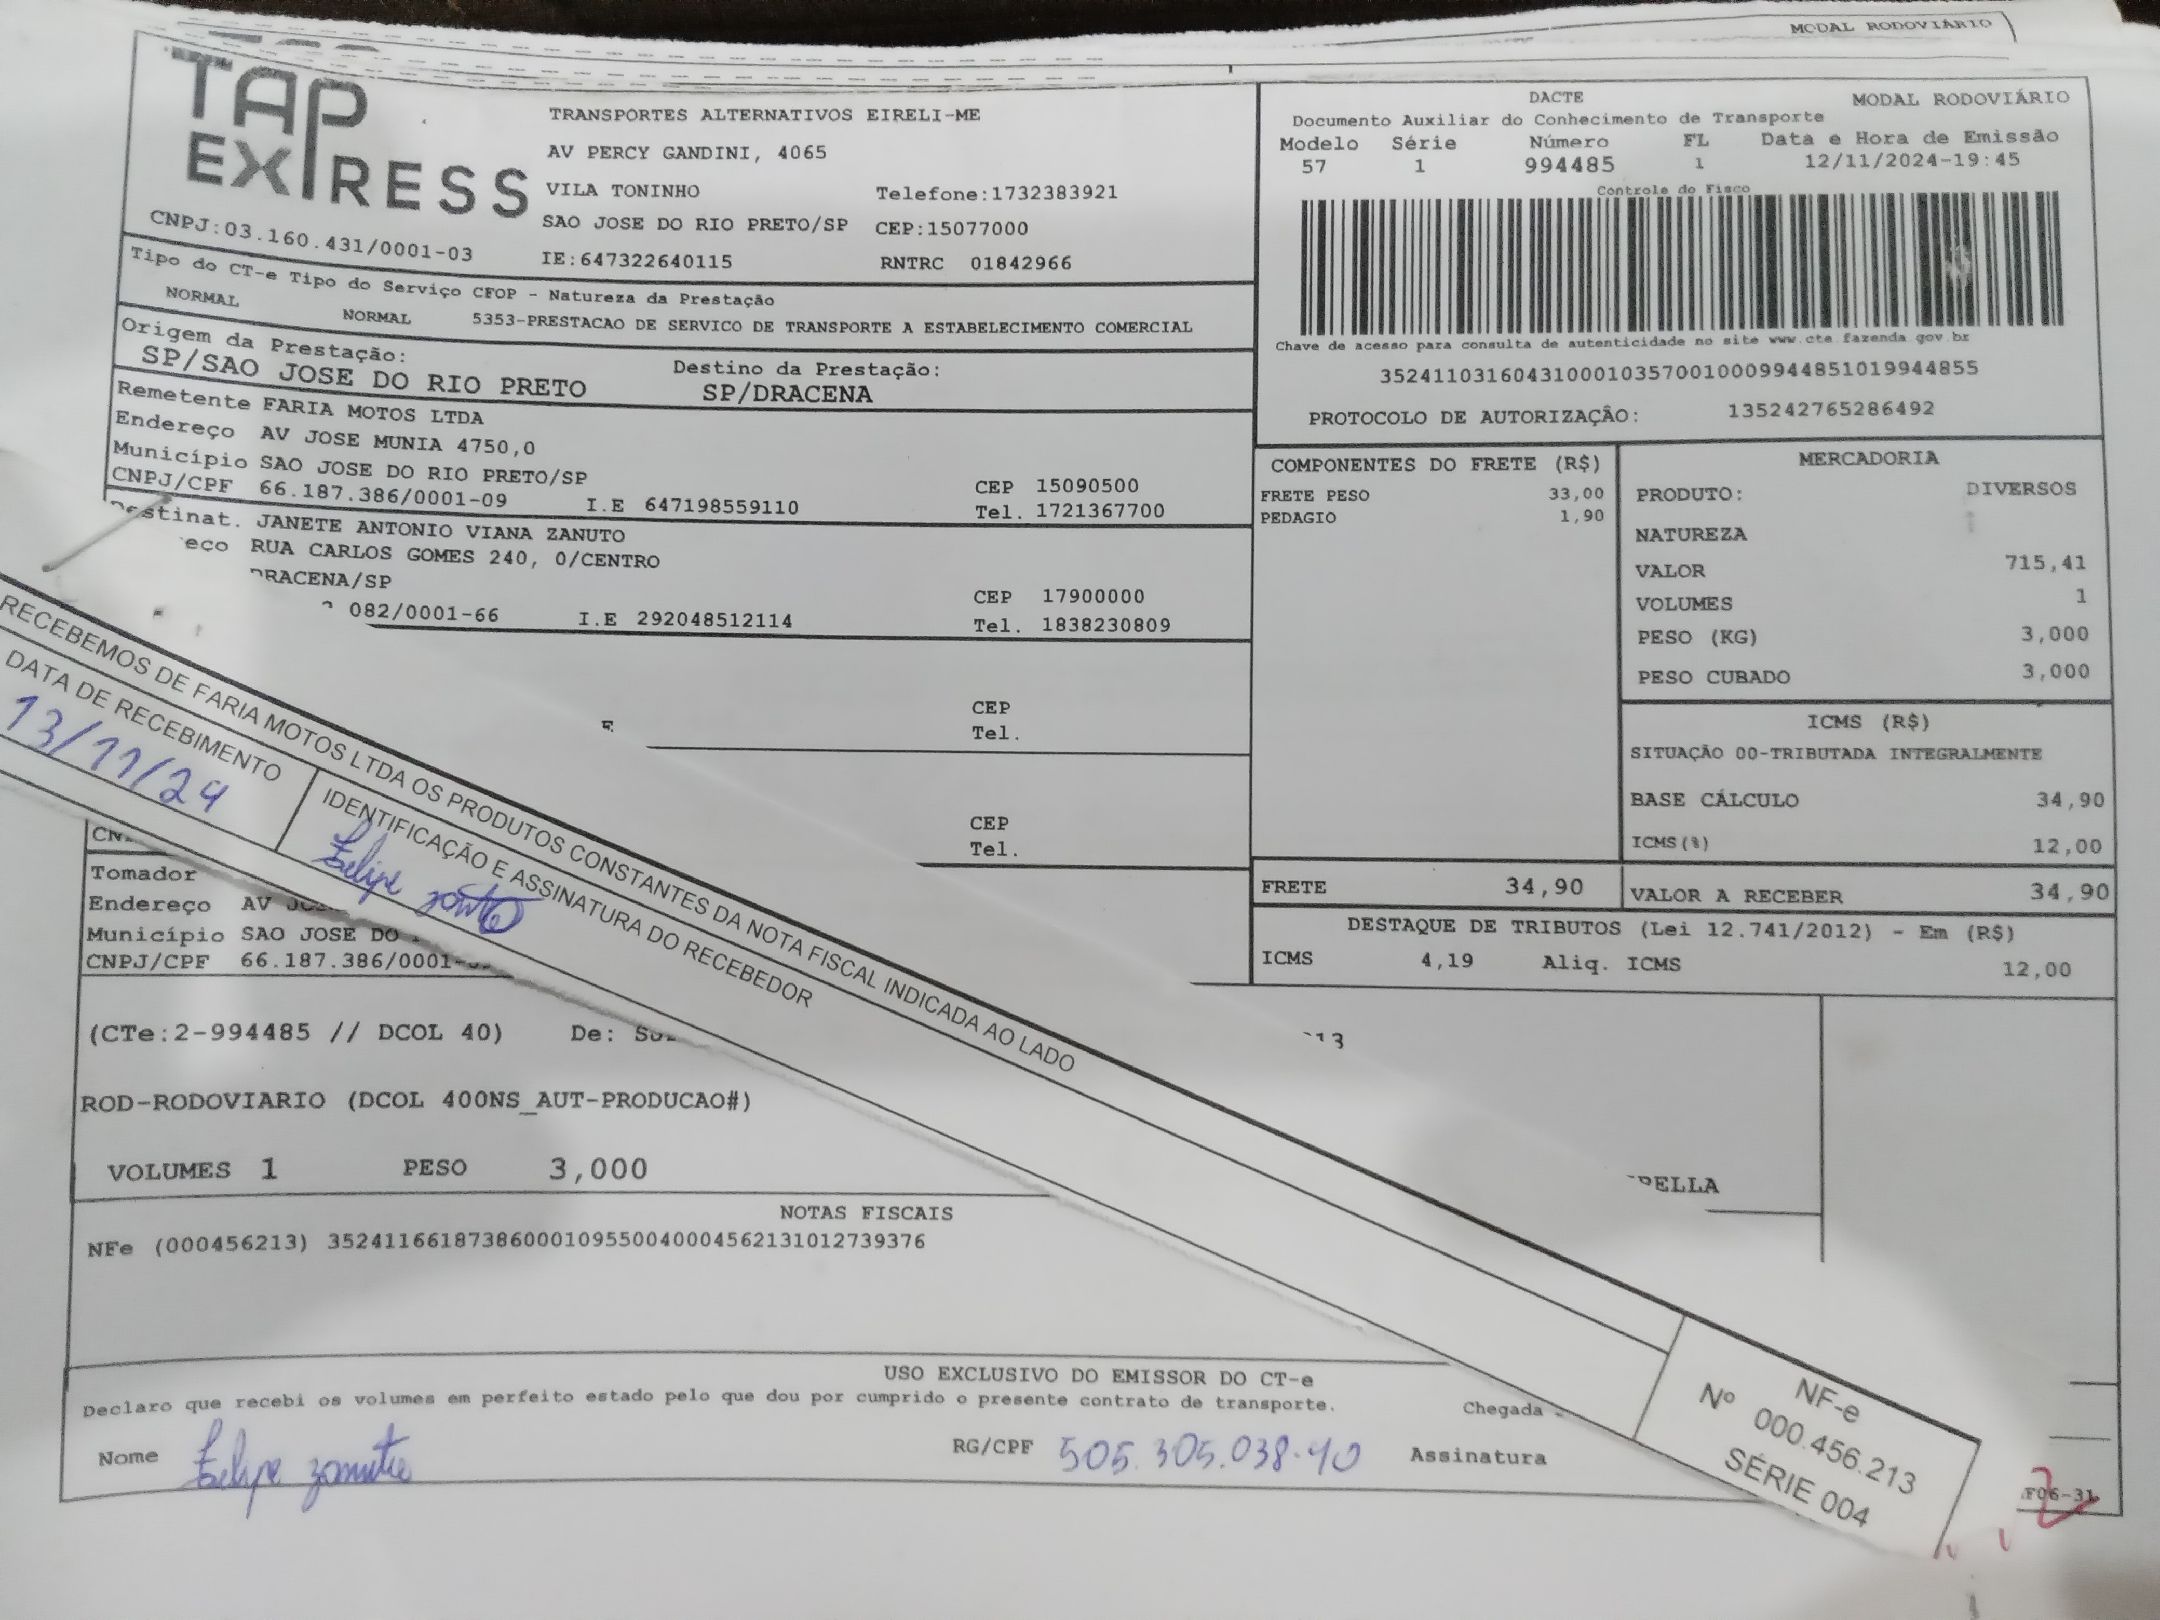 MODAL RODOVIÁRIO
TAP
EXPRESS
CNPJ:03.160.431/0001-03
TRANSPORTES ALTERNATIVOS EIRELI-ME
AV PERCY GANDINI, 4065
VILA TONINHO Telefone:1732383921
SAO JOSE DO RIO PRETO/SP CEP:15077000
IE:647322640115 RNTRC 01842966
DACTE MODAL RODOVIÁRIO
Documento Auxiliar do Conhecimento de Transporte
Modelo Série Número FL Data e Hora de Emissão
57 1 994485 1 12/11/2024-19:45
Controle do Fisco
Chave de acesso para consulta de autenticidade no site www.cte.fazenda.gov.br
35241103160431000103570010009944851019944855
PROTOCOLO DE AUTORIZAÇÃO: 135242765286492
Tipo do CT-e Tipo do Serviço CFOP - Natureza da Prestação
NORMAL NORMAL 5353-PRESTACAO DE SERVICO DE TRANSPORTE A ESTABELECIMENTO COMERCIAL
Origem da Prestação: Destino da Prestação:
SP/SAO JOSE DO RIO PRETO SP/DRACENA
Remetente FARIA MOTOS LTDA
Endereço AV JOSE MUNIA 4750,0
Município SAO JOSE DO RIO PRETO/SP CEP 15090500
CNPJ/CPF 66.187.386/0001-09 I.E 647198559110 Tel. 1721367700
Destinat. JANETE ANTONIO VIANA ZANUTO
eço RUA CARLOS GOMES 240, 0/CENTRO
DRACENA/SP CEP 17900000
082/0001-66 I.E 292048512114 Tel. 1838230809
CEP
Tel.
CEP
Tel.
COMPONENTES DO FRETE (R$)
FRETE PESO 33,00
PEDAGIO 1,90
MERCADORIA
PRODUTO: DIVERSOS
NATUREZA
VALOR 715,41
VOLUMES 1
PESO (KG) 3,000
PESO CUBADO 3,000
ICMS (R$)
SITUAÇÃO 00-TRIBUTADA INTEGRALMENTE
BASE CÁLCULO 34,90
ICMS(%) 12,00
FRETE 34,90 VALOR A RECEBER 34,90
DESTAQUE DE TRIBUTOS (Lei 12.741/2012) - Em (R$)
ICMS 4,19 Aliq. ICMS 12,00
RECEBEMOS DE FARIA MOTOS LTDA OS PRODUTOS CONSTANTES DA NOTA FISCAL INDICADA AO LADO
DATA DE RECEBIMENTO IDENTIFICAÇÃO E ASSINATURA DO RECEBEDOR
13/11/24 Felipe zanuto
NF-e
Nº 000.456.213
SÉRIE 004
Tomador
Endereço AV
Município SAO JOSE DO
CNPJ/CPF 66.187.386/0001-
(CTe:2-994485 // DCOL 40) De:
ROD-RODOVIARIO (DCOL 400NS_AUT-PRODUCAO#)
VOLUMES 1 PESO 3,000
NOTAS FISCAIS
NFe (000456213) 35241166187386000109550040004562131012739376
USO EXCLUSIVO DO EMISSOR DO CT-e
Declaro que recebi os volumes em perfeito estado pelo que dou por cumprido o presente contrato de transporte. Chegada
Nome Felipe zanuto RG/CPF 505.305.038-40 Assinatura